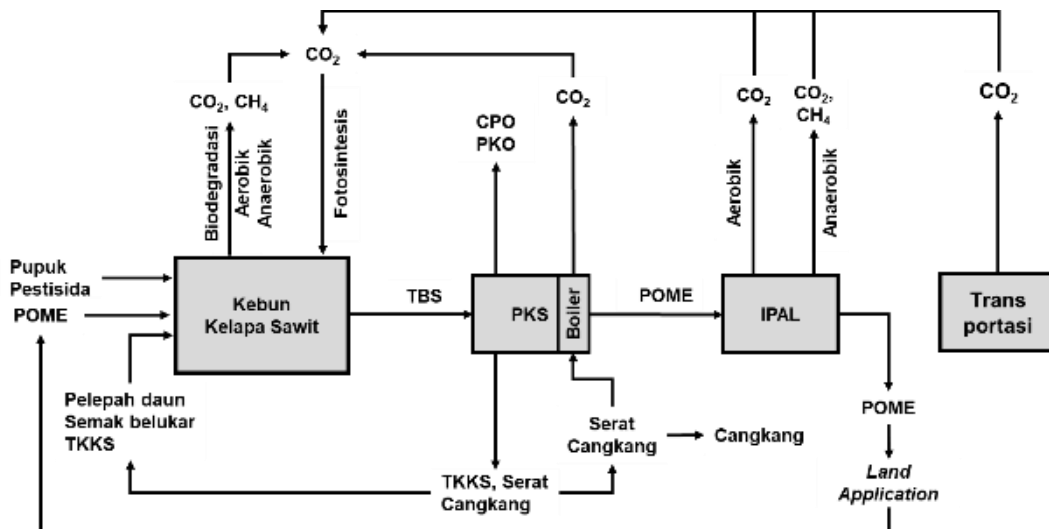 CO₂
CO₂, CH₄
CO₂
CO₂
CO₂,
CH₄
CO₂
CPO
PKO
Biodegradasi
Aerobik
Anaerobik
Fotosintesis
Aerobik
Anaerobik
Pupuk
Pestisida
POME
Kebun
Kelapa Sawit
TBS
PKS
Boiler
POME
IPAL
Trans
portasi
Pelepah daun
Semak belukar
TKKS
Serat
Cangkang
Cangkang
TKKS, Serat
Cangkang
POME
Land
Application